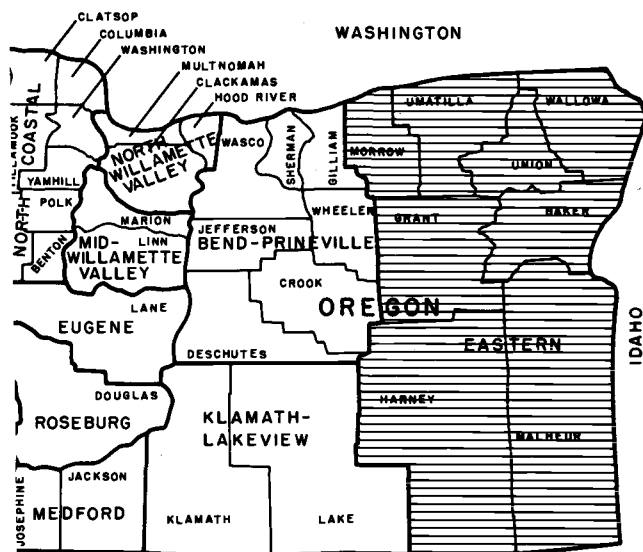 CLATSOP
COLUMBIA
WASHINGTON
MULTNOMAH
CLACKAMAS
HOOD RIVER
WASHINGTON
UMATILLA
WALLOWA
NORTH COASTAL
NORTH
WILLAMETTE
VALLEY
WASCO
SHERMAN
GILLIAM
MORROW
UNION
YAMHILL
POLK
MARION
WHEELER
GRANT
BAKER
BENTON
MID-
WILLAMETTE
VALLEY
LINN
JEFFERSON
BEND-PRINEVILLE
CROOK
OREGON
LANE
EUGENE
EASTERN
IDAHO
DESCHUTES
DOUGLAS
ROSEBURG
KLAMATH-
LAKEVIEW
HARNEY
MALHEUR
JOSEPHINE
JACKSON
MEDFORD
KLAMATH
LAKE